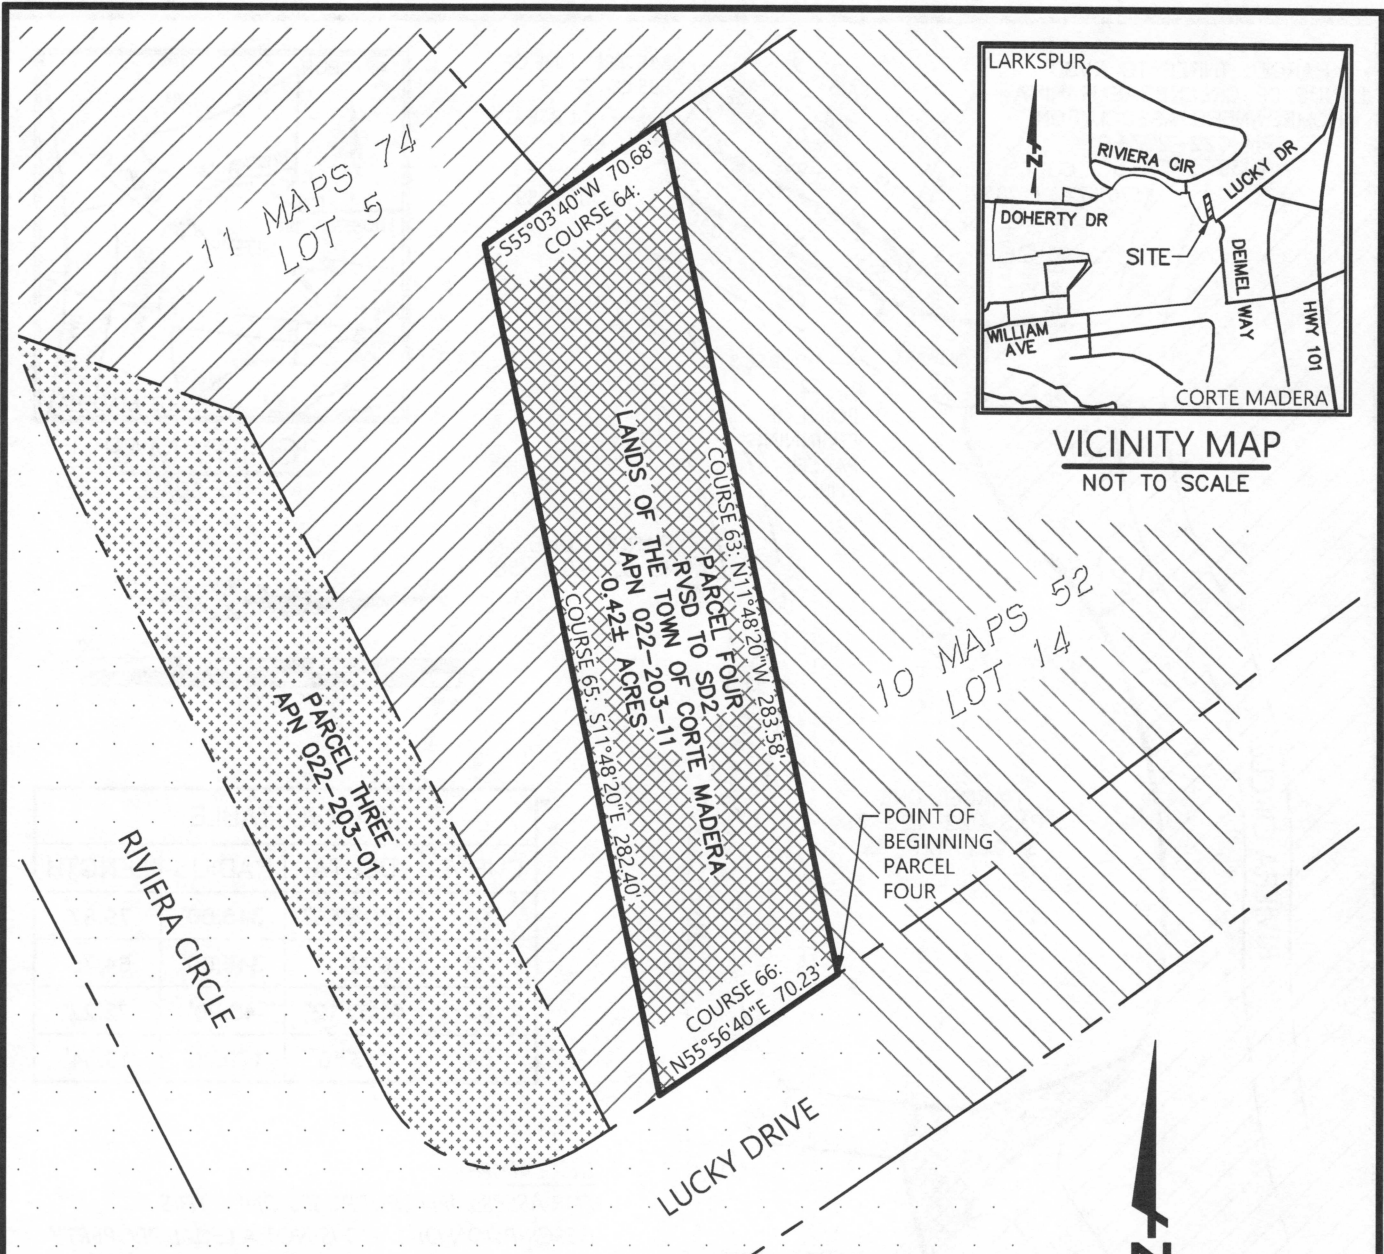 11 MAPS 74
LOT 5
S55°03'40"W 70.68'
COURSE 64:
LARKSPUR
N
RIVIERA CIR
LUCKY DR
DOHERTY DR
SITE
DEIMEL WAY
WILLIAM
AVE
HWY 101
CORTE MADERA
VICINITY MAP
NOT TO SCALE
COURSE 63: N11°48'20"W 283.58'
PARCEL FOUR
RVSD TO SD2
LANDS OF THE TOWN OF CORTE MADERA
APN 022-203-11
0.42± ACRES
COURSE 65: S11°48'20"E 282.40'
10 MAPS 52
LOT 14
PARCEL THREE
APN 022-203-01
RIVIERA CIRCLE
POINT OF
BEGINNING
PARCEL
FOUR
COURSE 66:
N55°56'40"E 70.23'
LUCKY DRIVE
N